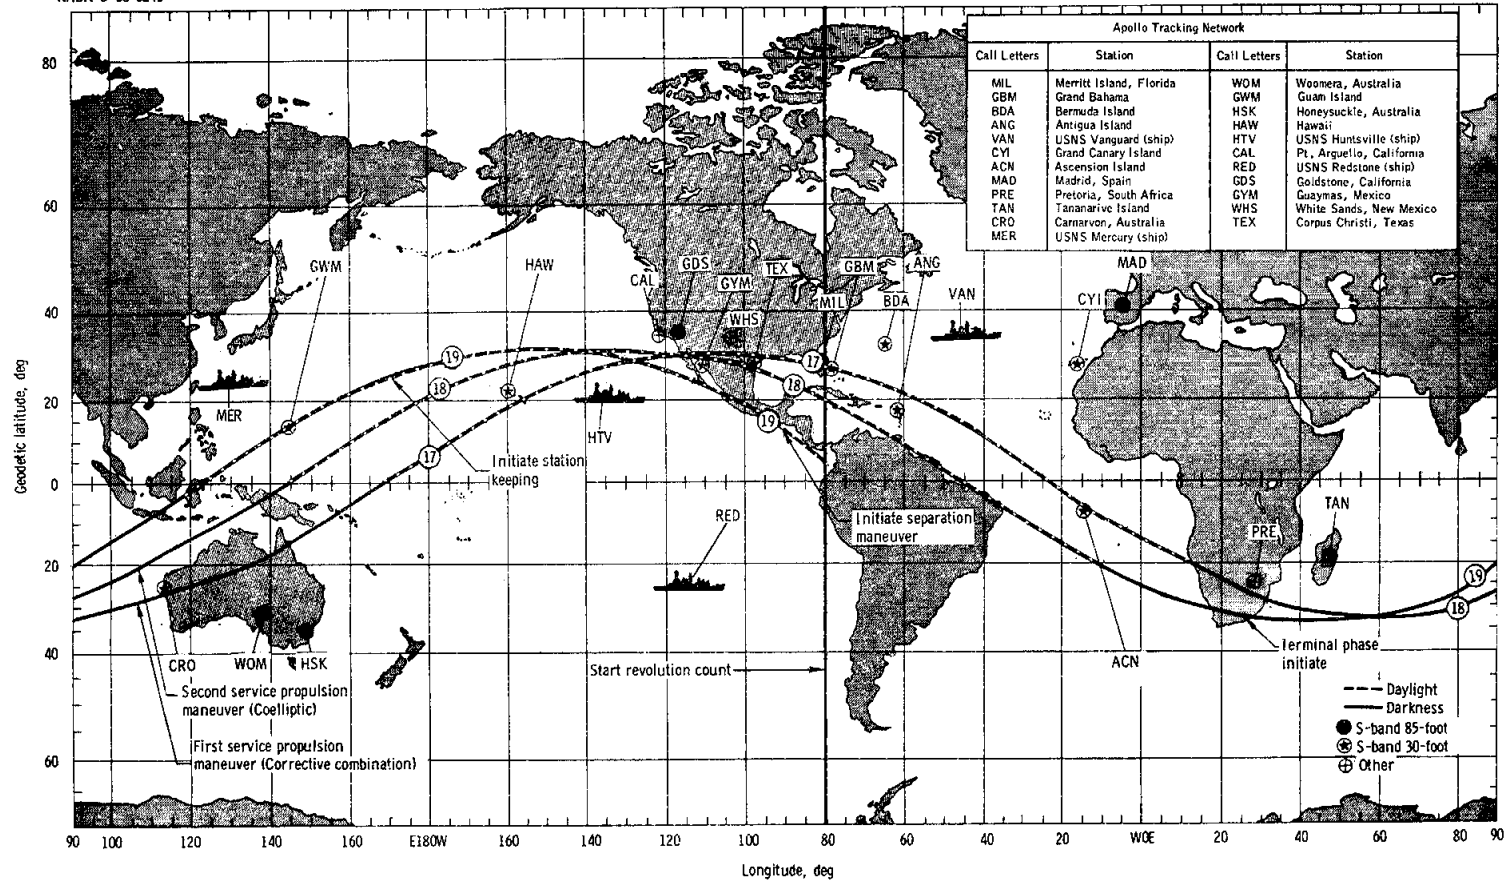 Apollo Tracking Network
Call Letters Station Call Letters Station
MIL Merritt Island, Florida WOM Woomera, Australia
GBM Grand Bahama GWM Guam Island
BDA Bermuda Island HSK Honeysuckle, Australia
ANG Antigua Island HAW Hawaii
VAN USNS Vanguard (ship) HTV USNS Huntsville (ship)
CYI Grand Canary Island CAL Pt. Arguello, California
ACN Ascension Island RED USNS Redstone (ship)
MAD Madrid, Spain GDS Goldstone, California
PRE Pretoria, South Africa GYM Guaymas, Mexico
TAN Tananarive Island WHS White Sands, New Mexico
CRO Carnarvon, Australia TEX Corpus Christi, Texas
MER USNS Mercury (ship)
80
60
40
20
0
20
40
60
Geodetic latitude, deg
GWM
HAW
CAL
GDS
GYM
TEX
WHS
MIL
GBM
BDA
ANG
VAN
CYI
MAD
MER
HTV
19
18
17
17
18
19
Initiate station
keeping
RED
Initiate separation
maneuver
PRE
TAN
19
18
CRO
WOM
HSK
ACN
Terminal phase
initiate
Start revolution count
Second service propulsion
maneuver (Coelliptic)
First service propulsion
maneuver (Corrective combination)
Daylight
Darkness
S-band 85-foot
S-band 30-foot
Other
90 100 120 140 160 E180W 160 140 120 100 80 60 40 20 W0E 20 40 60 80 90
Longitude, deg